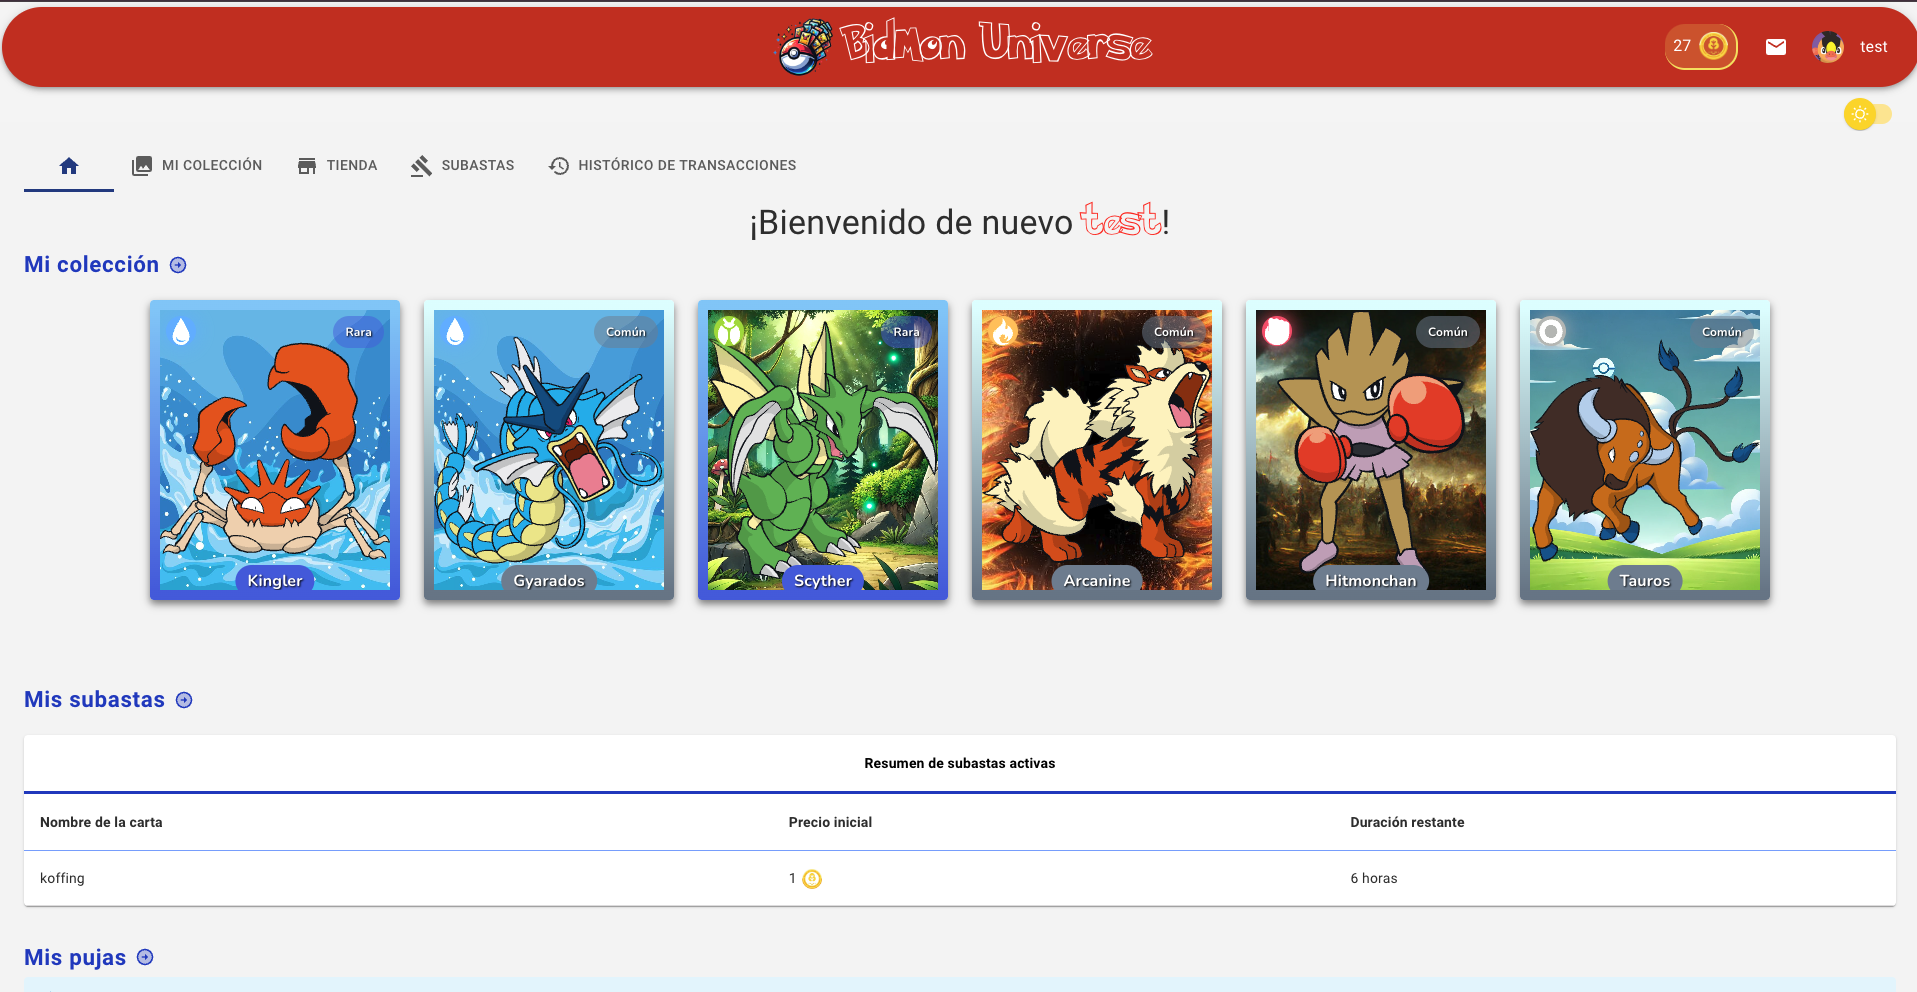 BidMon Universe
27
test
MI COLECCIÓN
TIENDA
SUBASTAS
HISTÓRICO DE TRANSACCIONES
¡Bienvenido de nuevo test!
Mi colección
Rara
Kingler
Común
Gyarados
Rara
Scyther
Común
Arcanine
Común
Hitmonchan
Común
Tauros
Mis subastas
Resumen de subastas activas
Nombre de la carta Precio inicial Duración restante
koffing 1 6 horas
Mis pujas